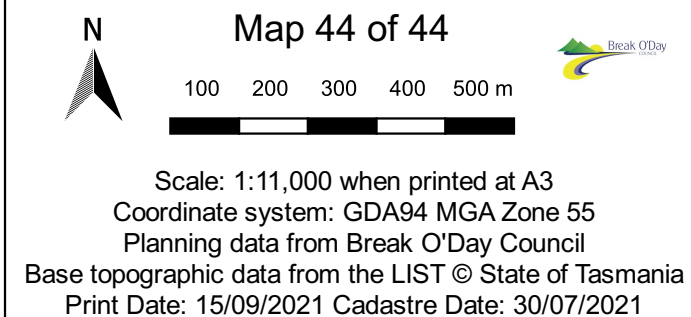 N
Map 44 of 44
Break O'Day
COUNCIL
100 200 300 400 500 m
Scale: 1:11,000 when printed at A3
Coordinate system: GDA94 MGA Zone 55
Planning data from Break O'Day Council
Base topographic data from the LIST © State of Tasmania
Print Date: 15/09/2021 Cadastre Date: 30/07/2021